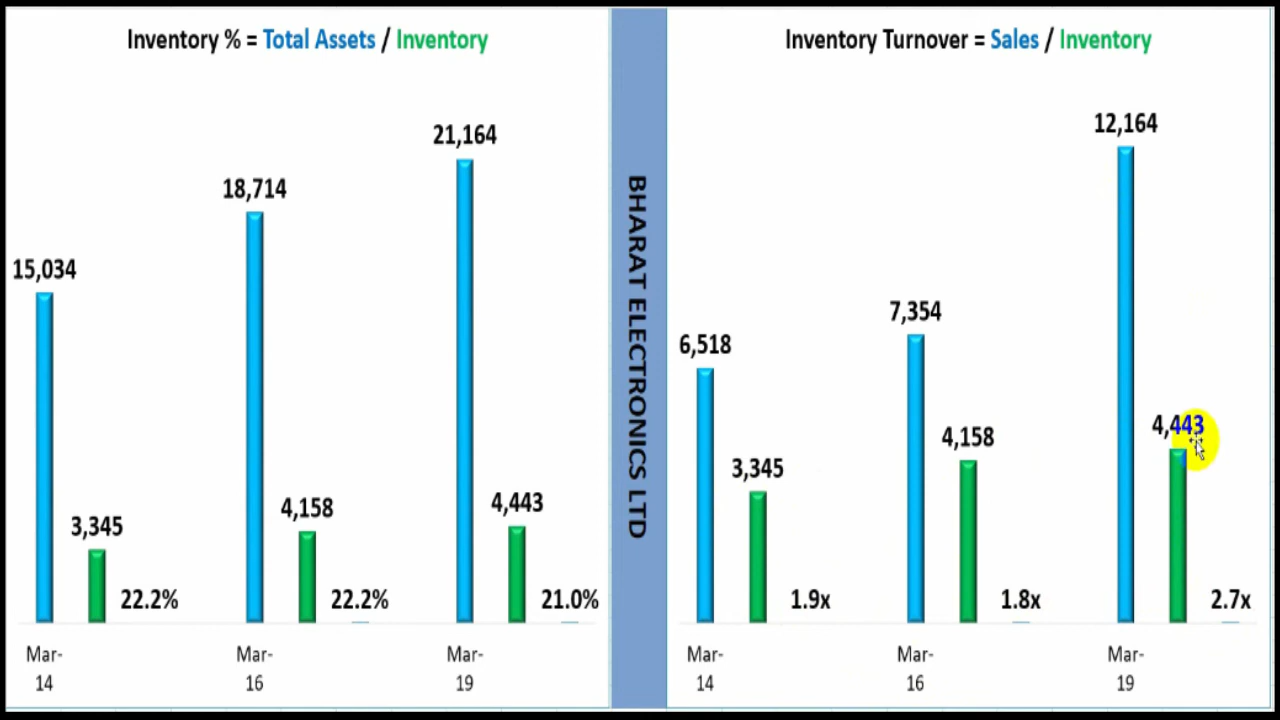 Inventory % = Total Assets / Inventory
21,164
18,714
15,034
3,345
4,158
4,443
22.2%
22.2%
21.0%
Mar-
14
Mar-
16
Mar-
19
BHARAT ELECTRONICS LTD
Inventory Turnover = Sales / Inventory
12,164
7,354
6,518
4,443
4,158
3,345
1.9x
1.8x
2.7x
Mar-
14
Mar-
16
Mar-
19